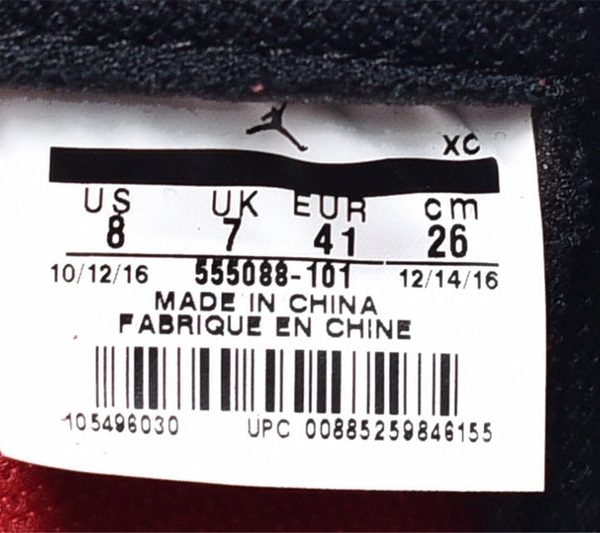 XC
US UK EUR cm
8 7 41 26
10/12/16 555088-101 12/14/16
MADE IN CHINA
FABRIQUE EN CHINE
105496030 UPC 00885259846155